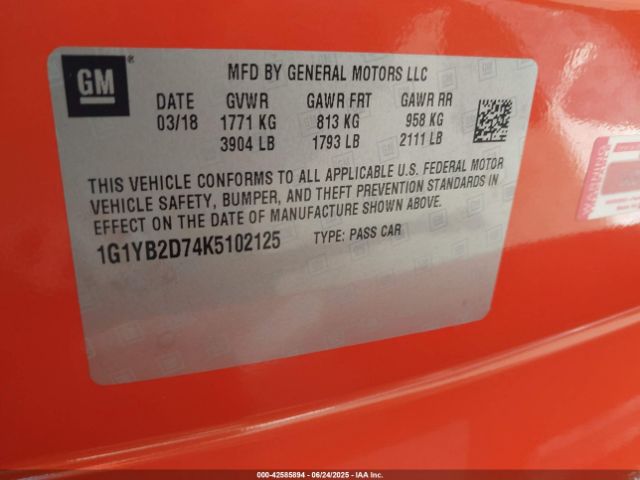 GM
MFD BY GENERAL MOTORS LLC
DATE GVWR GAWR FRT GAWR RR
03/18 1771 KG 813 KG 958 KG
3904 LB 1793 LB 2111 LB
THIS VEHICLE CONFORMS TO ALL APPLICABLE U.S. FEDERAL MOTOR
VEHICLE SAFETY, BUMPER, AND THEFT PREVENTION STANDARDS IN
EFFECT ON THE DATE OF MANUFACTURE SHOWN ABOVE.
1G1YB2D74K5102125 TYPE: PASS CAR
000-42585894 - 06/24/2025 - IAA Inc.